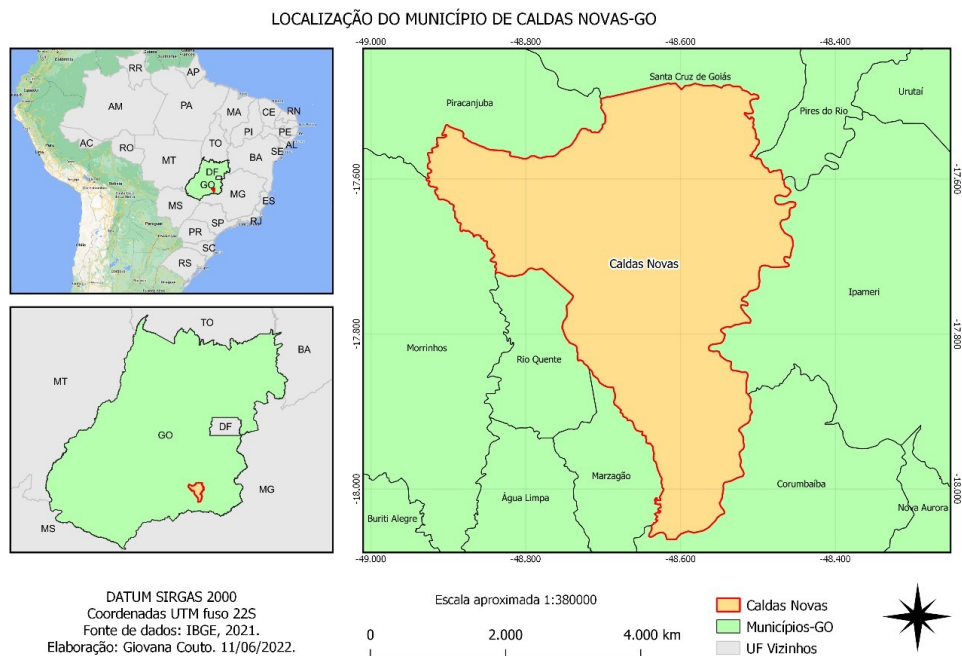 LOCALIZAÇÃO DO MUNICÍPIO DE CALDAS NOVAS-GO
RR
AP
AM
PA
MA
CE
RN
PI
PE
AC
RO
TO
SE
AL
MT
BA
DF
GO
MG
ES
MS
SP
RJ
PR
SC
RS
TO
BA
MT
DF
GO
MG
MS
-49.000
-48.800
-48.600
-48.400
Santa Cruz de Goiás
Piracanjuba
Pires do Rio
Urutaí
-17.600
-17.600
Caldas Novas
Ipameri
-17.800
-17.800
Morrinhos
Rio Quente
Marzagão
Corumbaíba
Água Limpa
-18.000
-18.000
Buriti Alegre
Nova Aurora
-49.000
-48.800
-48.600
-48.400
DATUM SIRGAS 2000
Coordenadas UTM fuso 22S
Fonte de dados: IBGE, 2021.
Elaboração: Giovana Couto. 11/06/2022.
Escala aproximada 1:380000
0 2.000 4.000 km
Caldas Novas
Municípios-GO
UF Vizinhos